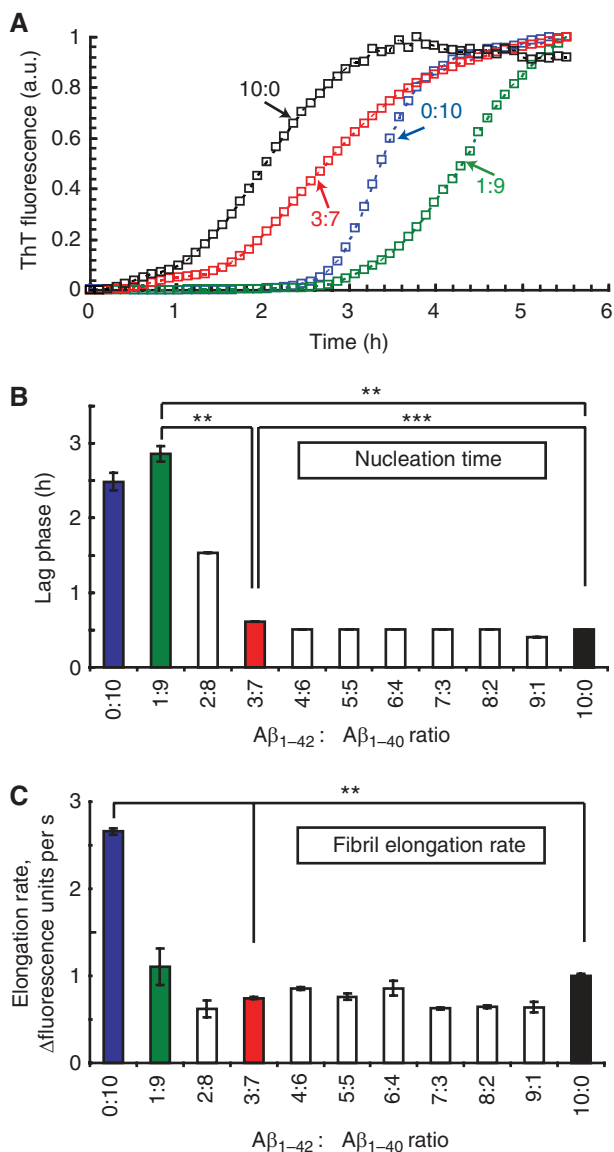 A
ThT fluorescence (a.u.)
1
0.8
0.6
0.4
0.2
0
10:0
0:10
3:7
1:9
0 1 2 3 4 5 6
Time (h)
B
**
** ***
Nucleation time
Lag phase (h)
3
2
1
0
0:10 1:9 2:8 3:7 4:6 5:5 6:4 7:3 8:2 9:1 10:0
Aβ1–42 : Aβ1–40 ratio
C
**
Fibril elongation rate
Elongation rate,
Δfluorescence units per s
3
2
1
0
0:10 1:9 2:8 3:7 4:6 5:5 6:4 7:3 8:2 9:1 10:0
Aβ1–42 : Aβ1–40 ratio